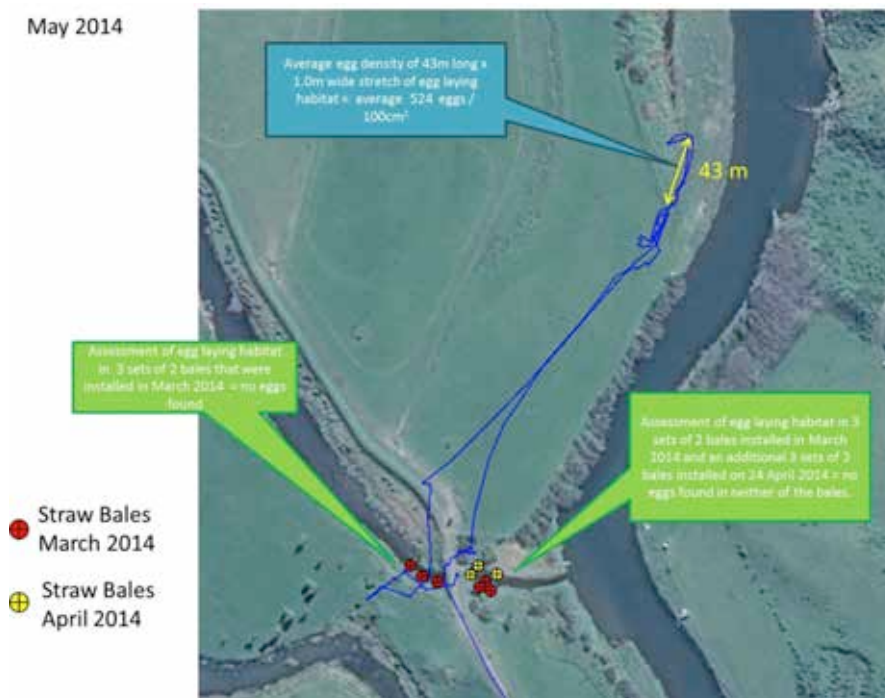 May 2014
Average egg density of 43m long x
1.0m wide stretch of egg laying
habitat = average 524 eggs /
100cm²
43 m
Assessment of egg laying habitat
in 3 sets of 2 bales that were
installed in March 2014 = no eggs
found
Assessment of egg laying habitat in 3
sets of 2 bales installed in March
2014 and an additional 3 sets of 3
bales installed on 24 April 2014 = no
eggs found in neither of the bales.
Straw Bales
March 2014
Straw Bales
April 2014